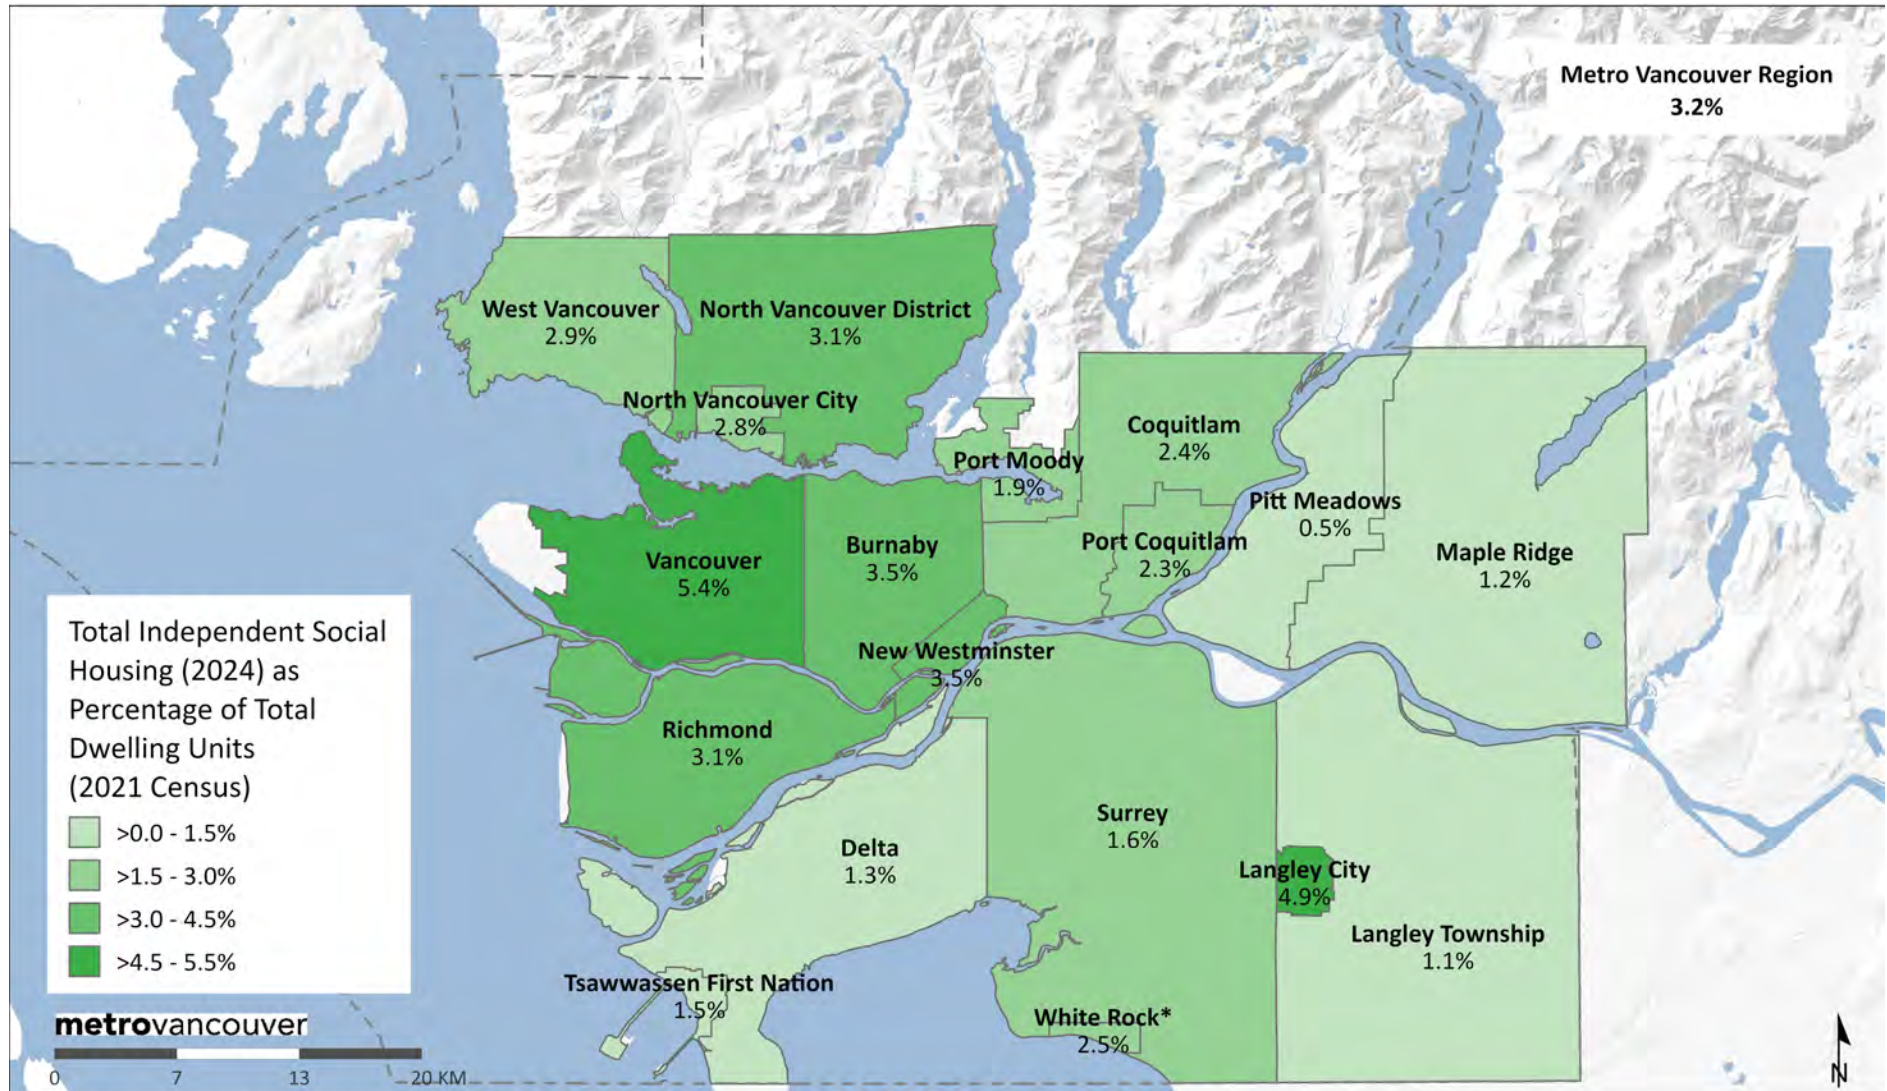 Metro Vancouver Region
3.2%
West Vancouver
2.9%
North Vancouver District
3.1%
North Vancouver City
2.8%
Coquitlam
2.4%
Port Moody
1.9%
Pitt Meadows
0.5%
Port Coquitlam
2.3%
Maple Ridge
1.2%
Burnaby
3.5%
Vancouver
5.4%
New Westminster
3.5%
Richmond
3.1%
Surrey
1.6%
Delta
1.3%
Langley City
4.9%
Langley Township
1.1%
Tsawwassen First Nation
1.5%
White Rock*
2.5%
Total Independent Social
Housing (2024) as
Percentage of Total
Dwelling Units
(2021 Census)
>0.0 - 1.5%
>1.5 - 3.0%
>3.0 - 4.5%
>4.5 - 5.5%
metrovancouver
0 7 13 20 KM
N